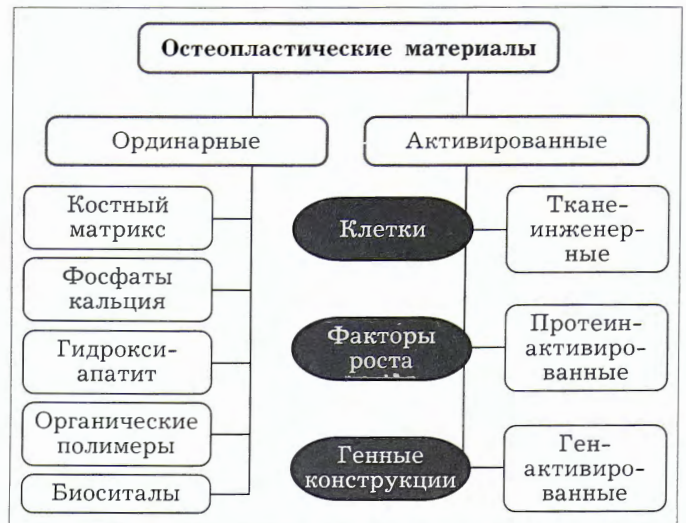 Остеопластические материалы
Ординарные
Активированные
Костный
матрикс
Фосфаты
кальция
Гидрокси-
апатит
Органические
полимеры
Биоситалы
Клетки
Ткане-
инженер-
ные
Факторы
роста
Протеин-
активиро-
ванные
Генные
конструкции
Ген-
активиро-
ванные